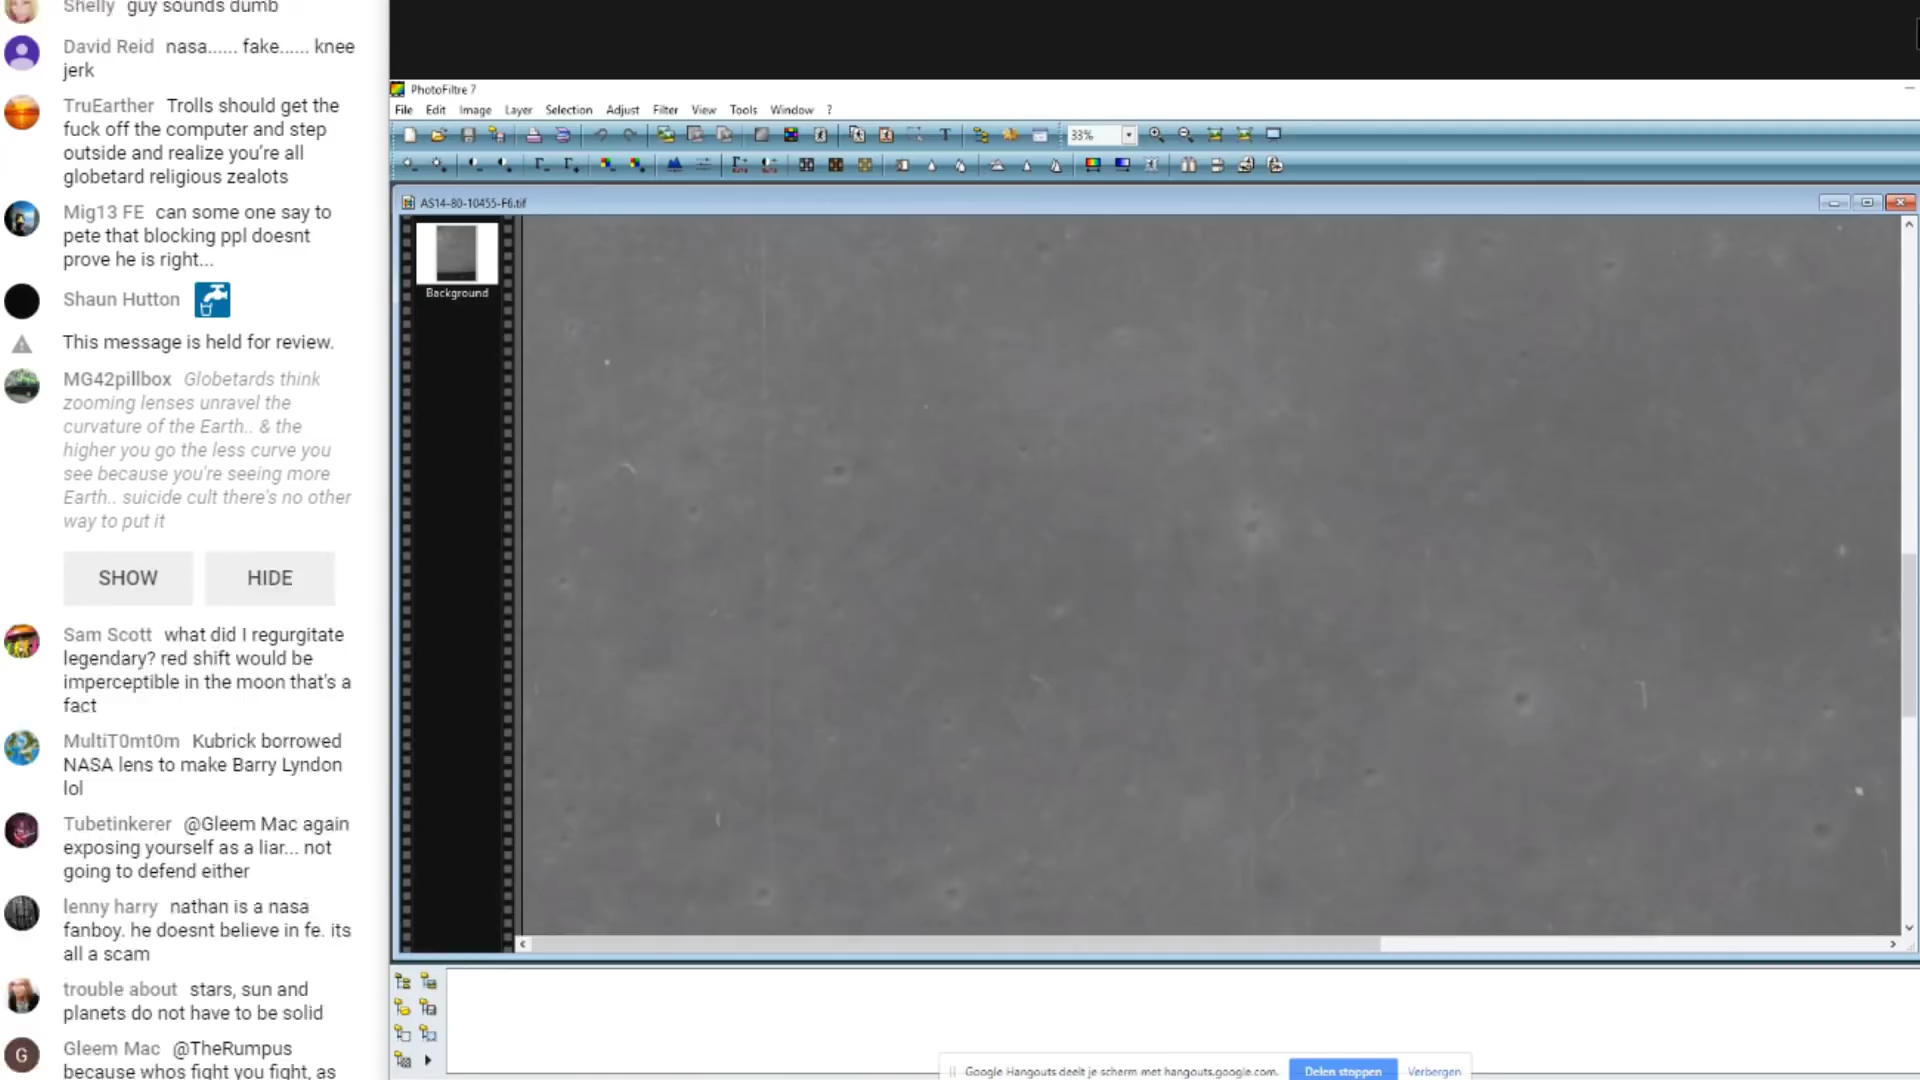 Shelly guy sounds dumb
David Reid nasa...... fake...... knee
jerk
TruEarther Trolls should get the
fuck off the computer and step
outside and realize you're all
globetard religious zealots
Mig13 FE can some one say to
pete that blocking ppl doesnt
prove he is right...
Shaun Hutton
This message is held for review.
MG42pillbox Globetards think
zooming lenses unravel the
curvature of the Earth.. & the
higher you go the less curve you
see because you're seeing more
Earth.. suicide cult there's no other
way to put it
SHOW HIDE
Sam Scott what did I regurgitate
legendary? red shift would be
imperceptible in the moon that's a
fact
MultiT0mt0m Kubrick borrowed
NASA lens to make Barry Lyndon
lol
Tubetinkerer @Gleem Mac again
exposing yourself as a liar... not
going to defend either
lenny harry nathan is a nasa
fanboy. he doesnt believe in fe. its
all a scam
trouble about stars, sun and
planets do not have to be solid
G
Gleem Mac @TheRumpus
because whos fight you fight, as
PhotoFiltre 7
File Edit Image Layer Selection Adjust Filter View Tools Window ?
T 33%
AS14-80-10455-F6.tif
Background
Google Hangouts deelt je scherm met hangouts.google.com. Delen stoppen Verbergen